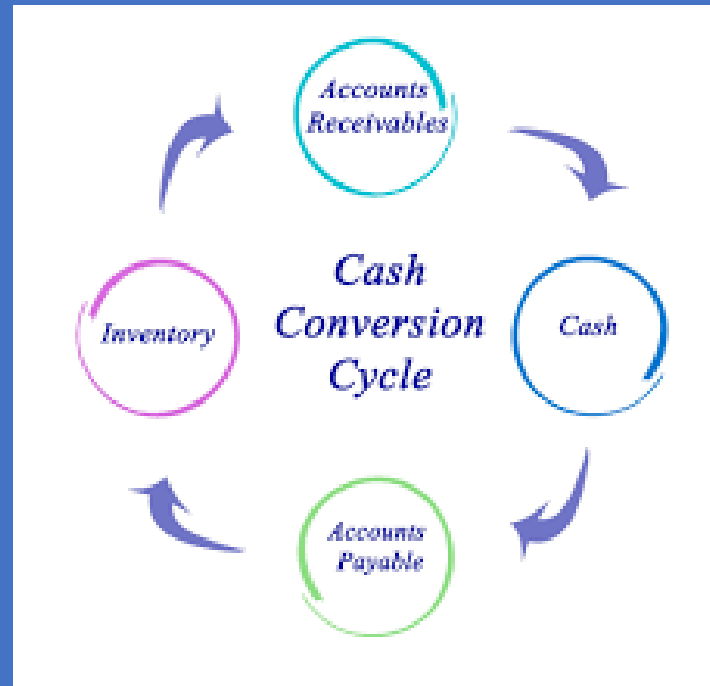 Accounts
Receivables
Cash
Conversion
Cycle
Inventory
Cash
Accounts
Payable